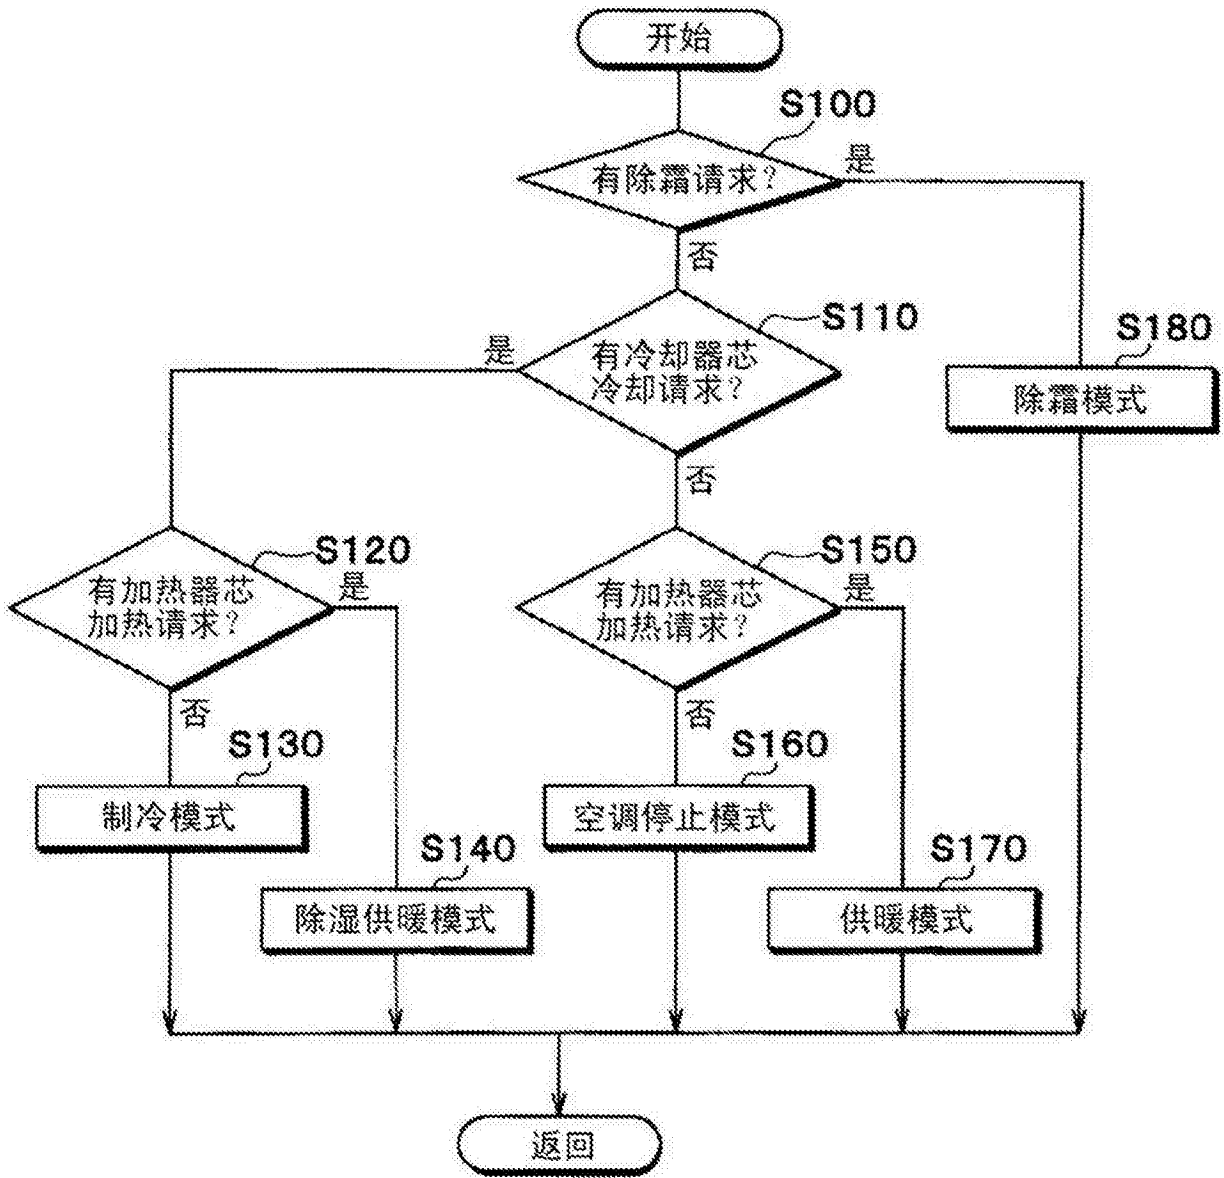 开始
S100
有除霜请求?
是
否
S110
有冷却器芯
冷却请求?
是
否
S180
除霜模式
S120
有加热器芯
加热请求?
是
否
S150
有加热器芯
加热请求?
是
否
S130
制冷模式
S160
空调停止模式
S140
除湿供暖模式
S170
供暖模式
返回